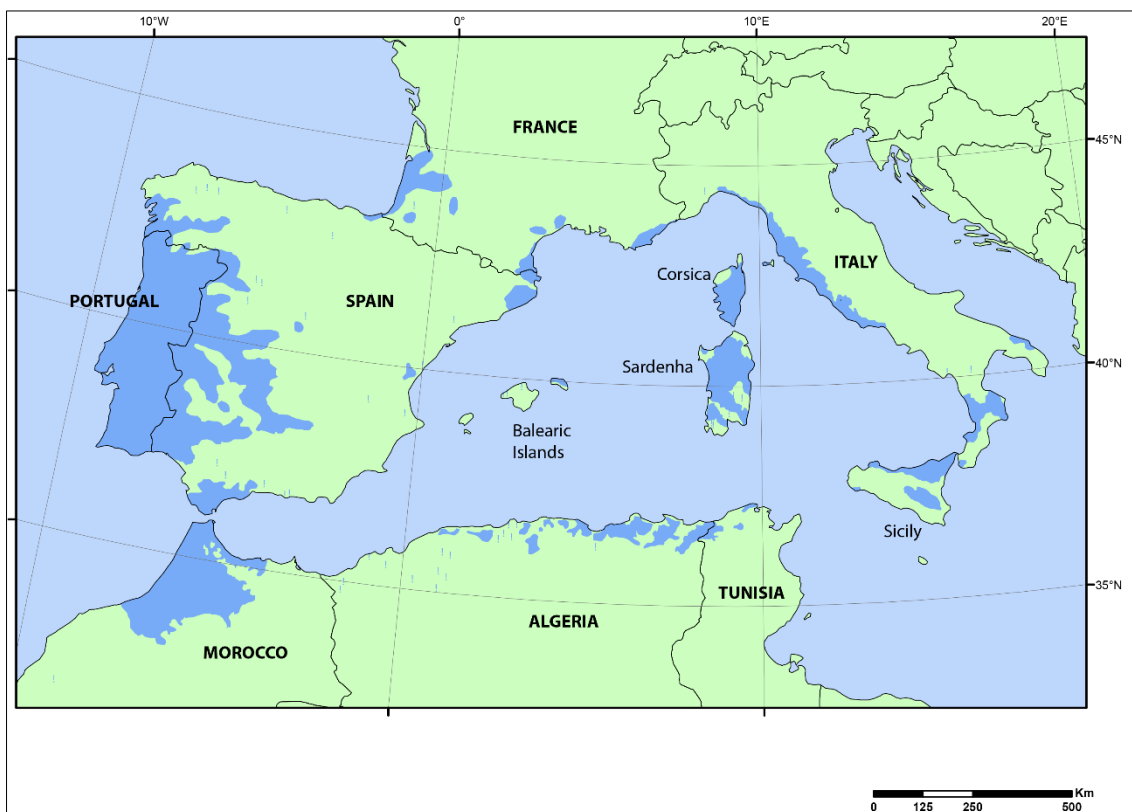 10°W 0° 10°E 20°E
45°N
FRANCE
ITALY
Corsica
PORTUGAL
SPAIN
40°N
Sardenha
Balearic
Islands
Sicily
35°N
TUNISIA
ALGERIA
MOROCCO
Km
0 125 250 500